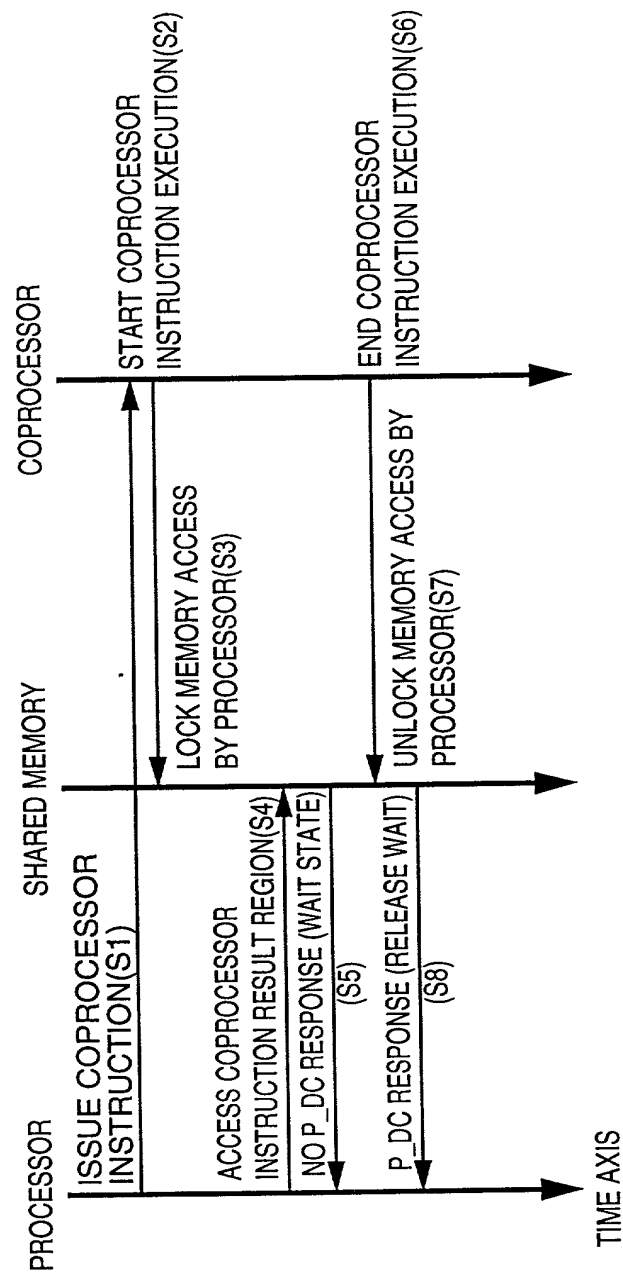 PROCESSOR
SHARED MEMORY
COPROCESSOR
ISSUE COPROCESSOR
INSTRUCTION(S1)
START COPROCESSOR
INSTRUCTION EXECUTION(S2)
LOCK MEMORY ACCESS
BY PROCESSOR(S3)
ACCESS COPROCESSOR
INSTRUCTION RESULT REGION(S4)
NO P_DC RESPONSE (WAIT STATE)
(S5)
END COPROCESSOR
INSTRUCTION EXECUTION(S6)
UNLOCK MEMORY ACCESS BY
PROCESSOR(S7)
P_DC RESPONSE (RELEASE WAIT)
(S8)
TIME AXIS